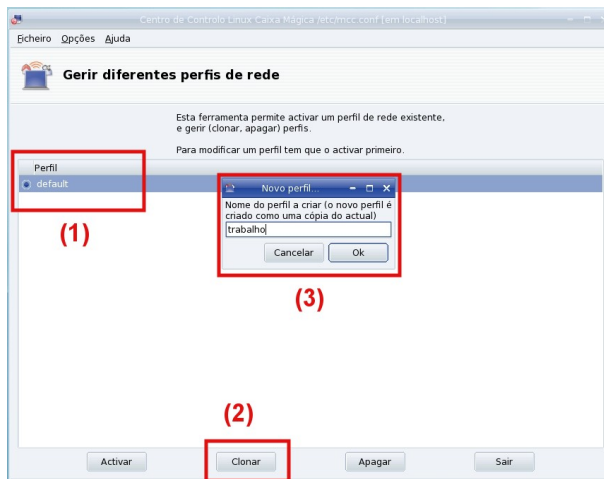 Centro de Controlo Linux Caixa Mágica /etc/mcc.conf [em localhost]
Ficheiro Opções Ajuda
Gerir diferentes perfis de rede
Esta ferramenta permite activar um perfil de rede existente,
e gerir (clonar, apagar) perfis.
Para modificar um perfil tem que o activar primeiro.
Perfil
default
(1)
Novo perfil...
Nome do perfil a criar (o novo perfil é
criado como uma cópia do actual)
trabalho
Cancelar Ok
(3)
(2)
Activar Clonar Apagar Sair